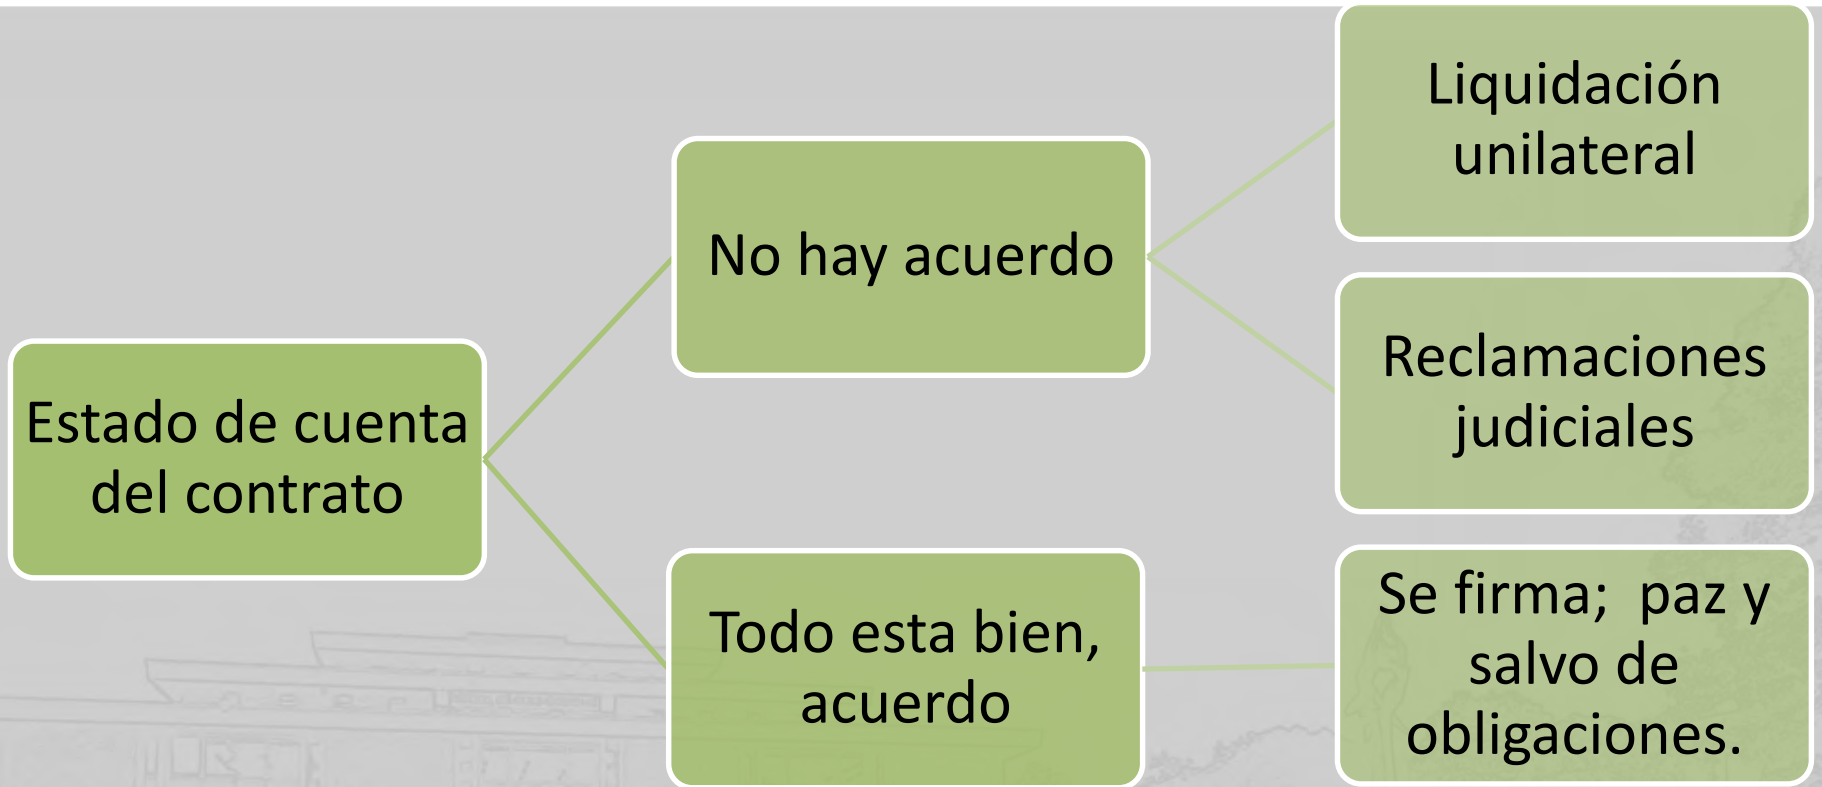 Estado de cuenta
del contrato
No hay acuerdo
Liquidación
unilateral
Reclamaciones
judiciales
Todo esta bien,
acuerdo
Se firma;  paz y
salvo de
obligaciones.